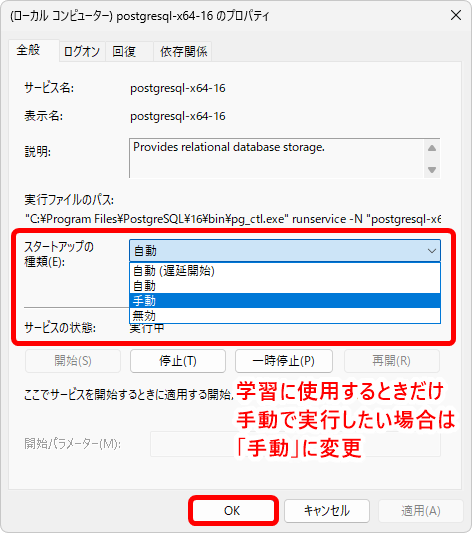 (ローカル コンピューター) postgresql-x64-16 のプロパティ
全般 ログオン 回復 依存関係
サービス名: postgresql-x64-16
表示名: postgresql-x64-16
説明: Provides relational database storage.
実行ファイルのパス:
"C:¥Program Files¥PostgreSQL¥16¥bin¥pg_ctl.exe" runservice -N "postgresql-x6
スタートアップの
種類(E):
自動
自動 (遅延開始)
自動
手動
無効
サービスの状態: 実行中
開始(S) 停止(T) 一時停止(P) 再開(R)
ここでサービスを開始するときに適用する開始
学習に使用するときだけ
手動で実行したい場合は
「手動」に変更
開始パラメーター(M):
OK キャンセル 適用(A)